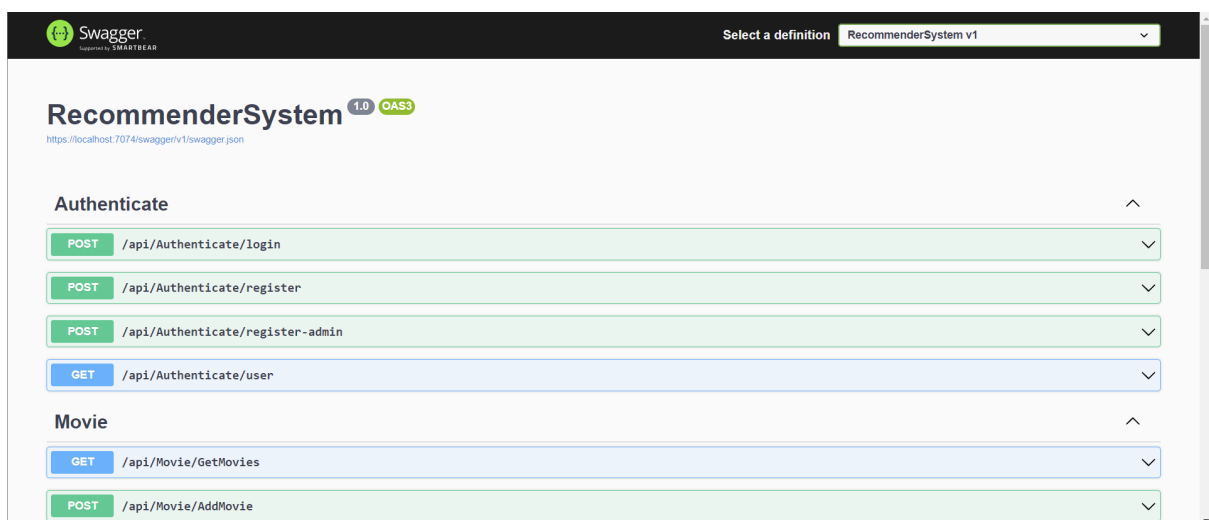 Swagger.
Supported by SMARTBEAR
Select a definition
RecommenderSystem v1
RecommenderSystem 1.0 OAS3
https://localhost:7074/swagger/v1/swagger.json
Authenticate
POST /api/Authenticate/login
POST /api/Authenticate/register
POST /api/Authenticate/register-admin
GET /api/Authenticate/user
Movie
GET /api/Movie/GetMovies
POST /api/Movie/AddMovie